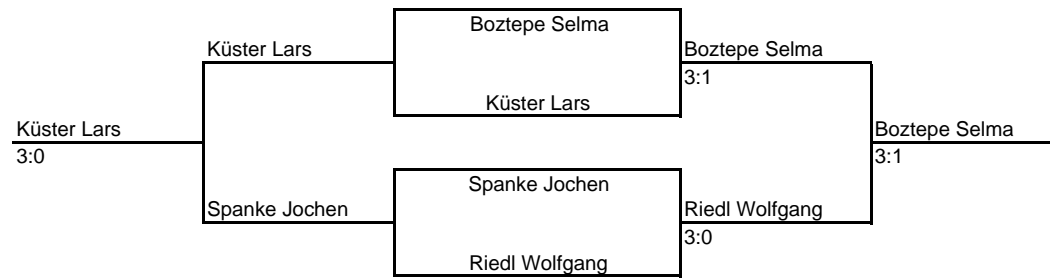 Boztepe Selma
Küster Lars
Boztepe Selma
3:1
Küster Lars
Küster Lars
3:0
Boztepe Selma
3:1
Spanke Jochen
Spanke Jochen
Riedl Wolfgang
3:0
Riedl Wolfgang